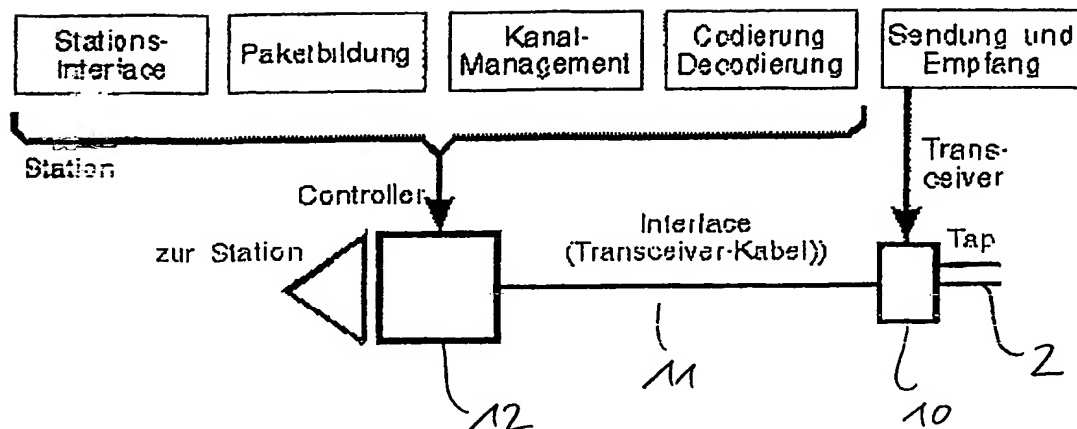 Stations-
Interface
Paketbildung
Kanal-
Management
Codierung
Decodierung
Sendung und
Empfang
Station
Controller
Trans-
ceiver
zur Station
Interface
(Transceiver-Kabel))
Tap
11
2
12
10